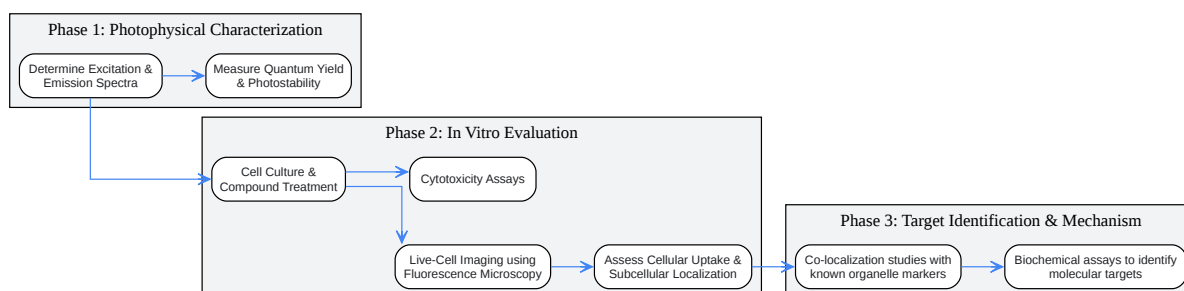 Phase 1: Photophysical Characterization
Determine Excitation &
Emission Spectra
Measure Quantum Yield
& Photostability
Phase 2: In Vitro Evaluation
Cell Culture &
Compound Treatment
Cytotoxicity Assays
Live-Cell Imaging using
Fluorescence Microscopy
Assess Cellular Uptake &
Subcellular Localization
Phase 3: Target Identification & Mechanism
Co-localization studies with
known organelle markers
Biochemical assays to identify
molecular targets